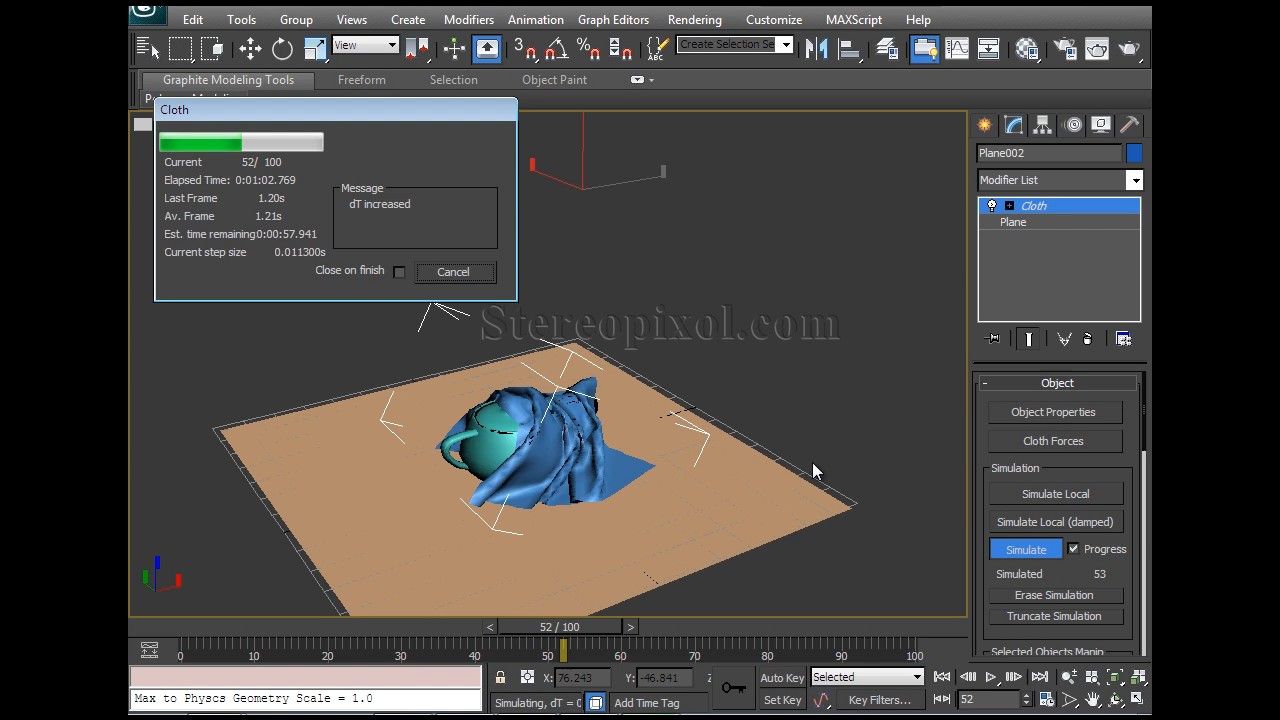 Edit Tools Group Views Create Modifiers Animation Graph Editors Rendering Customize MAXScript Help
View 3 % ABC Create Selection Se
Graphite Modeling Tools Freeform Selection Object Paint
Cloth
Current 52/ 100
Elapsed Time: 0:01:02.769
Last Frame 1.20s
Av. Frame 1.21s
Est. time remaining 0:00:57.941
Current step size 0.011300s
Message
dT increased
Close on finish Cancel
Stereopixol.com
Plane002
Modifier List
Cloth
Plane
- Object
Object Properties
Cloth Forces
Simulation
Simulate Local
Simulate Local (damped)
Simulate Progress
Simulated 53
Erase Simulation
Truncate Simulation
Selected Objects Manip
< 52 / 100 >
0 10 20 30 40 50 60 70 80 90 100
X: 76.243 Y: -46.841 Auto Key Selected
Max to Physcs Geometry Scale = 1.0
Simulating, dT = 0 Add Time Tag Set Key Key Filters... 52